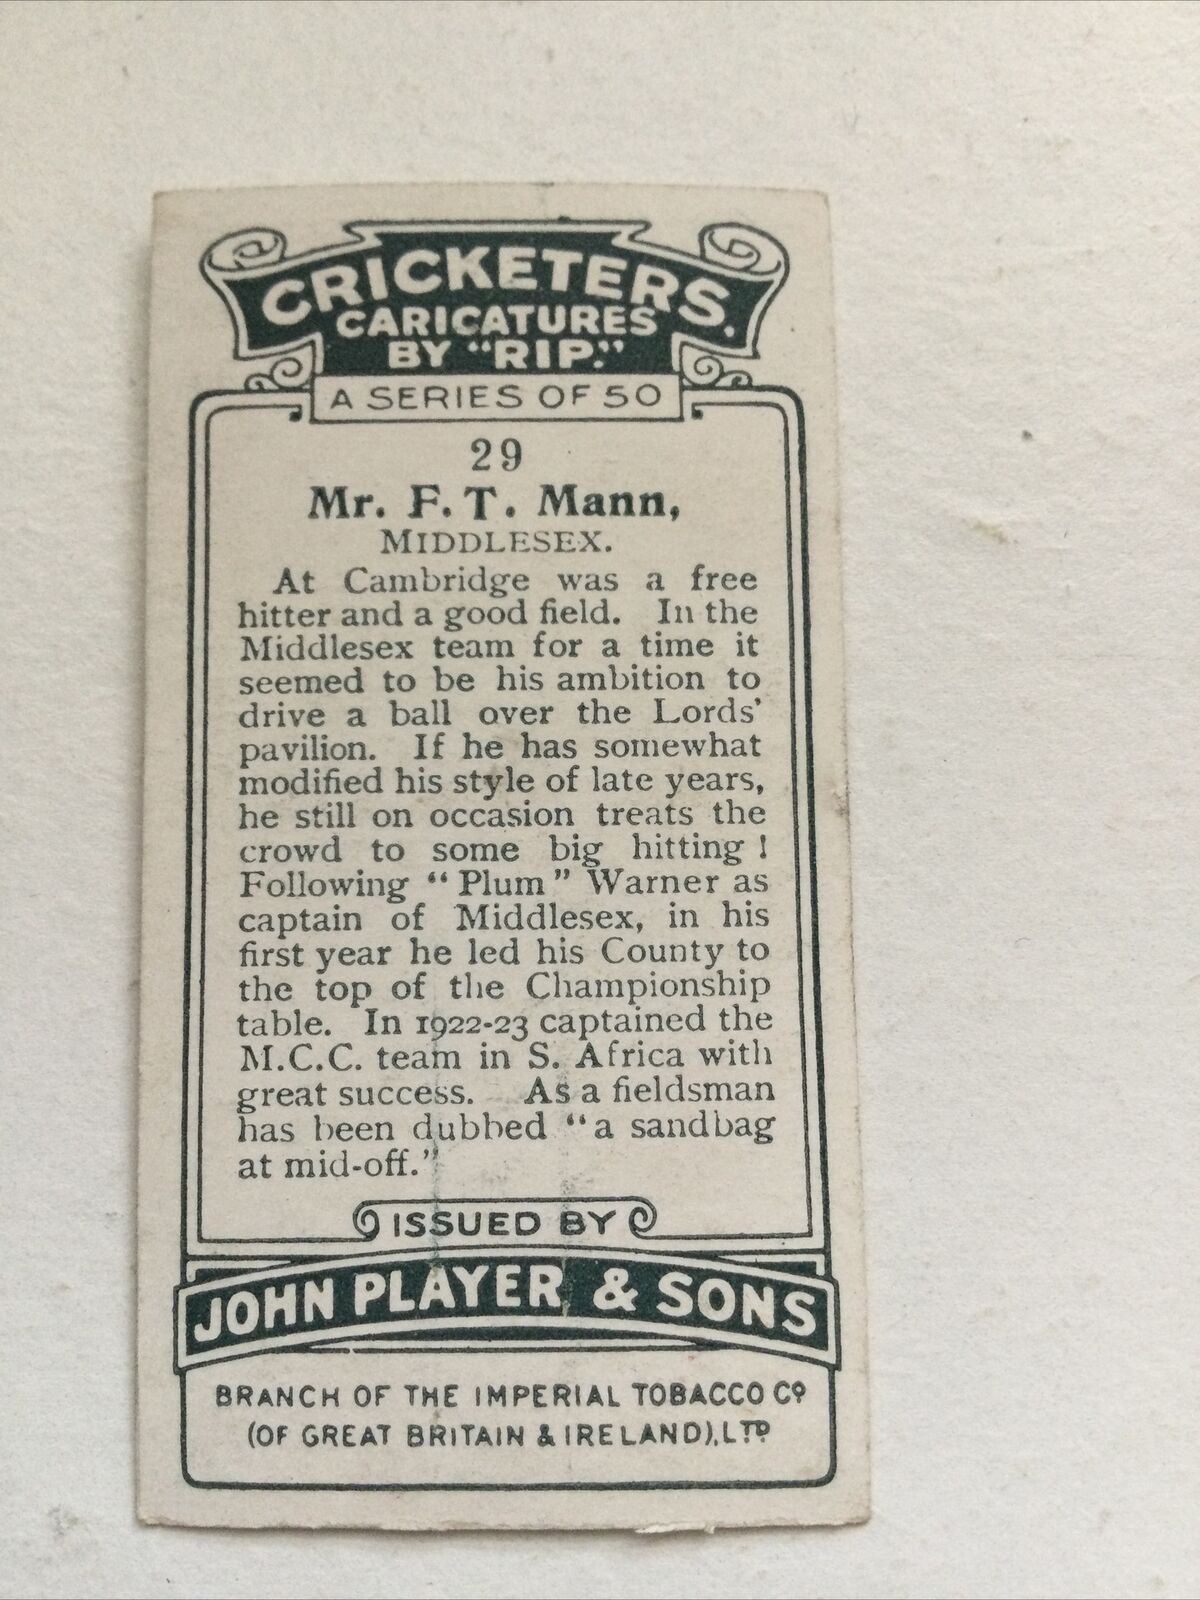 CRICKETERS.
CARICATURES
BY "RIP."
A SERIES OF 50
29
Mr. F. T. Mann,
MIDDLESEX.
At Cambridge was a free
hitter and a good field. In the
Middlesex team for a time it
seemed to be his ambition to
drive a ball over the Lords'
pavilion. If he has somewhat
modified his style of late years,
he still on occasion treats the
crowd to some big hitting!
Following "Plum" Warner as
captain of Middlesex, in his
first year he led his County to
the top of the Championship
table. In 1922-23 captained the
M.C.C. team in S. Africa with
great success. As a fieldsman
has been dubbed "a sandbag
at mid-off."
ISSUED BY
JOHN PLAYER & SONS
BRANCH OF THE IMPERIAL TOBACCO CO
(OF GREAT BRITAIN & IRELAND), LTD.